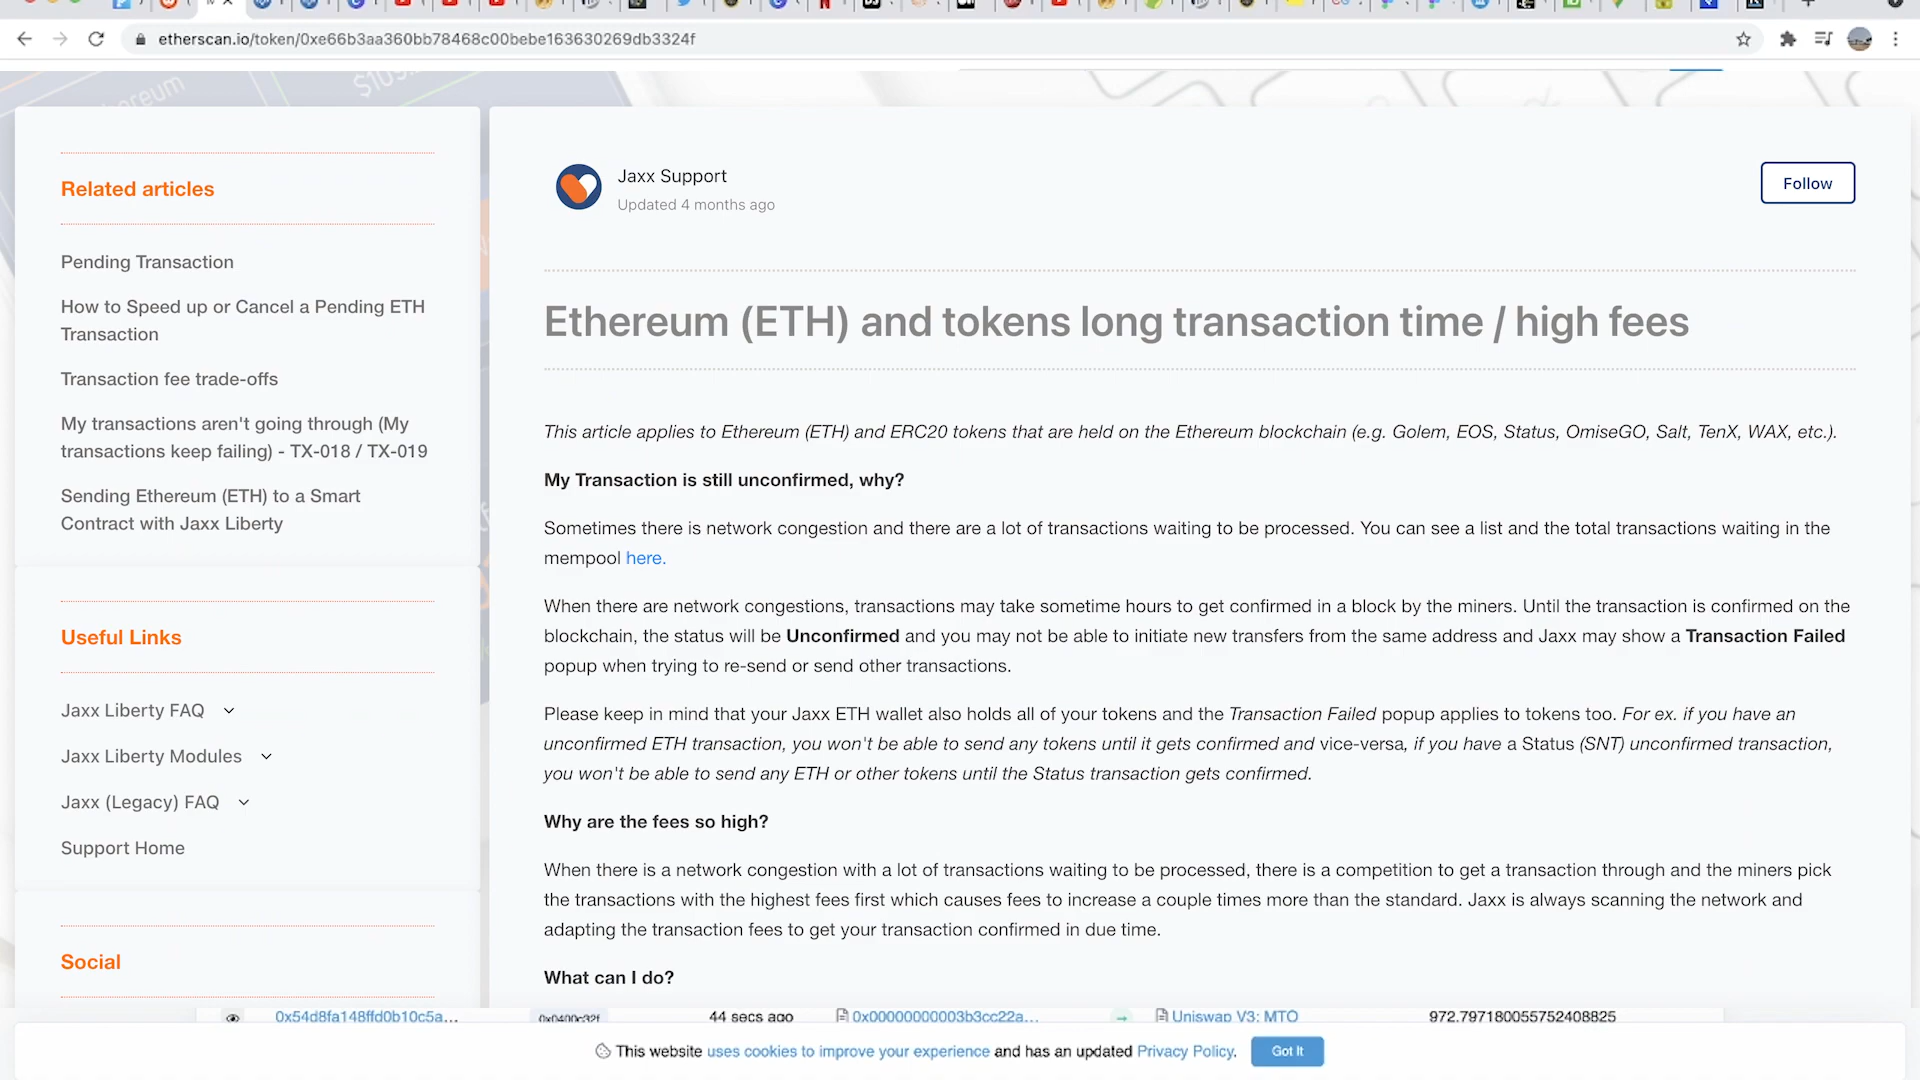 etherscan.io/token/0xe66b3aa360bb78468c00bebe163630269db3324f
Related articles
Pending Transaction
How to Speed up or Cancel a Pending ETH
Transaction
Transaction fee trade-offs
My transactions aren't going through (My
transactions keep failing) - TX-018 / TX-019
Sending Ethereum (ETH) to a Smart
Contract with Jaxx Liberty
Useful Links
Jaxx Liberty FAQ
Jaxx Liberty Modules
Jaxx (Legacy) FAQ
Support Home
Social
Jaxx Support
Updated 4 months ago
Follow
Ethereum (ETH) and tokens long transaction time / high fees
This article applies to Ethereum (ETH) and ERC20 tokens that are held on the Ethereum blockchain (e.g. Golem, EOS, Status, OmiseGO, Salt, TenX, WAX, etc.).
My Transaction is still unconfirmed, why?
Sometimes there is network congestion and there are a lot of transactions waiting to be processed. You can see a list and the total transactions waiting in the
mempool here.
When there are network congestions, transactions may take sometime hours to get confirmed in a block by the miners. Until the transaction is confirmed on the
blockchain, the status will be Unconfirmed and you may not be able to initiate new transfers from the same address and Jaxx may show a Transaction Failed
popup when trying to re-send or send other transactions.
Please keep in mind that your Jaxx ETH wallet also holds all of your tokens and the Transaction Failed popup applies to tokens too. For ex. if you have an
unconfirmed ETH transaction, you won't be able to send any tokens until it gets confirmed and vice-versa, if you have a Status (SNT) unconfirmed transaction,
you won't be able to send any ETH or other tokens until the Status transaction gets confirmed.
Why are the fees so high?
When there is a network congestion with a lot of transactions waiting to be processed, there is a competition to get a transaction through and the miners pick
the transactions with the highest fees first which causes fees to increase a couple times more than the standard. Jaxx is always scanning the network and
adapting the transaction fees to get your transaction confirmed in due time.
What can I do?
0x54d8fa148ffd0b10c5a... 0x0400c32f 44 secs ago 0x00000000003b3cc22a... Uniswap V3: MTO 972.797180055752408825
This website uses cookies to improve your experience and has an updated Privacy Policy. Got It